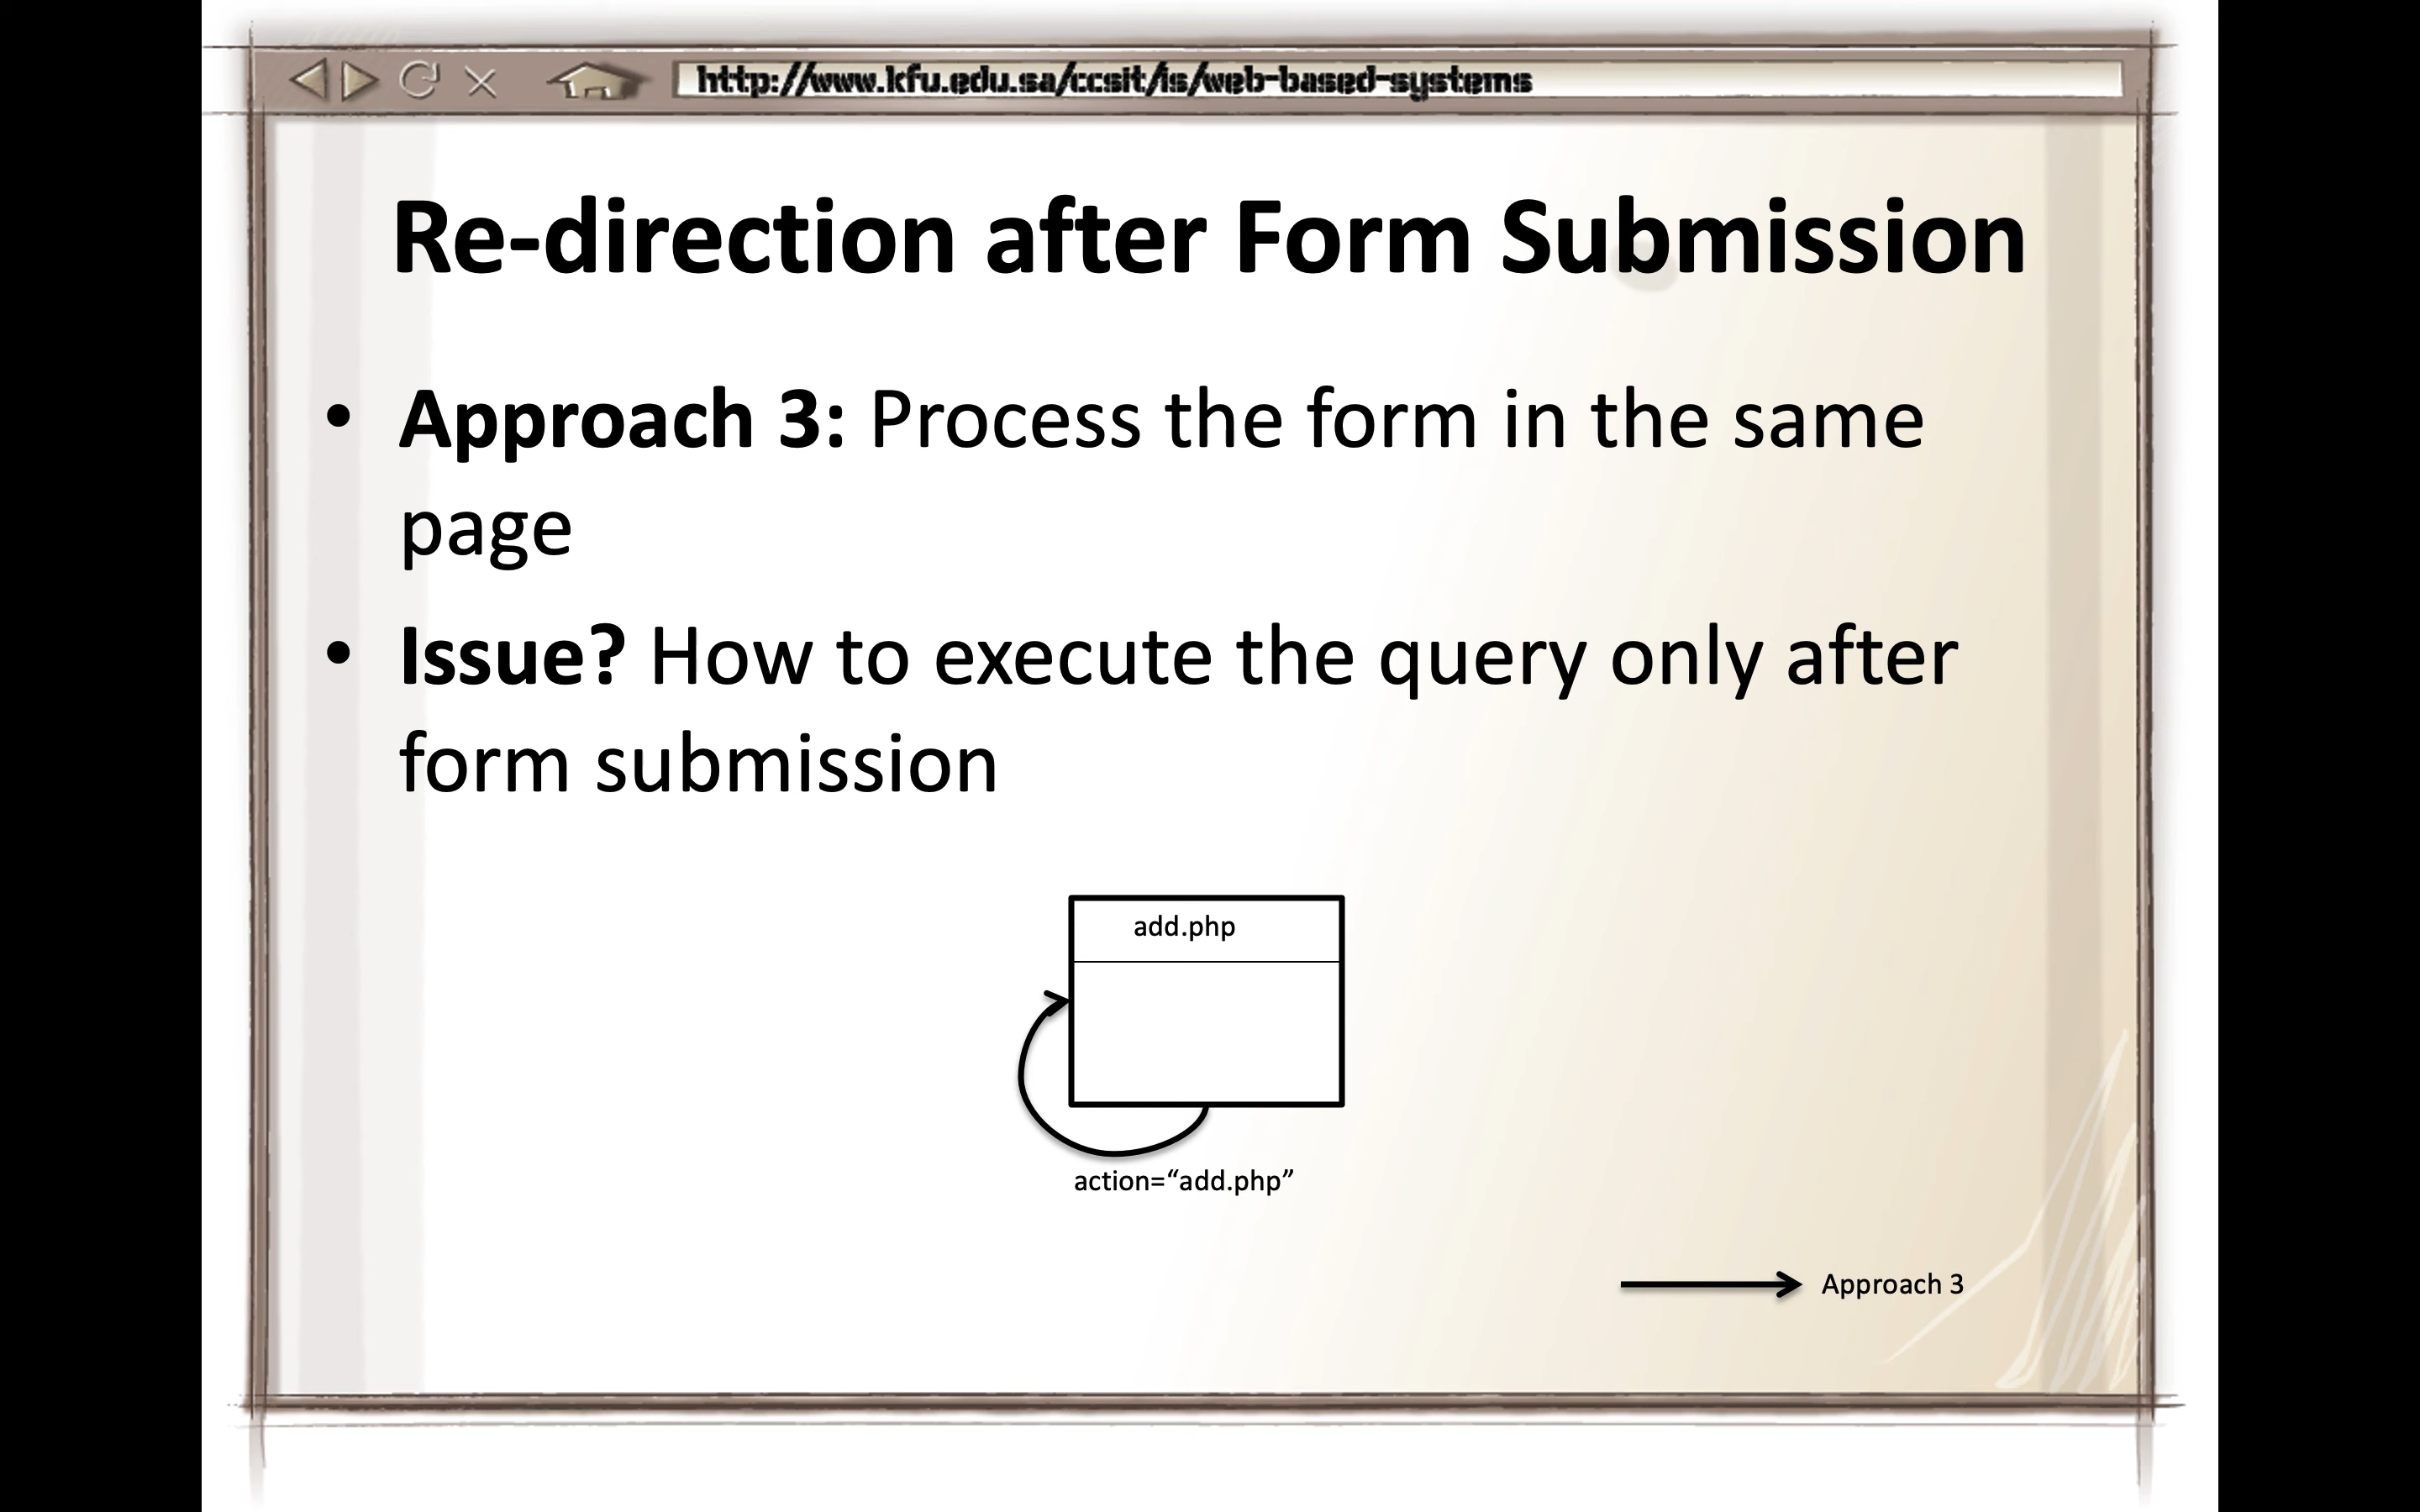 http://www.kfu.edu.sa/ccsit/is/web-based-systems
Re-direction after Form Submission
• Approach 3: Process the form in the same
page
• Issue? How to execute the query only after
form submission
add.php
action=“add.php”
Approach 3